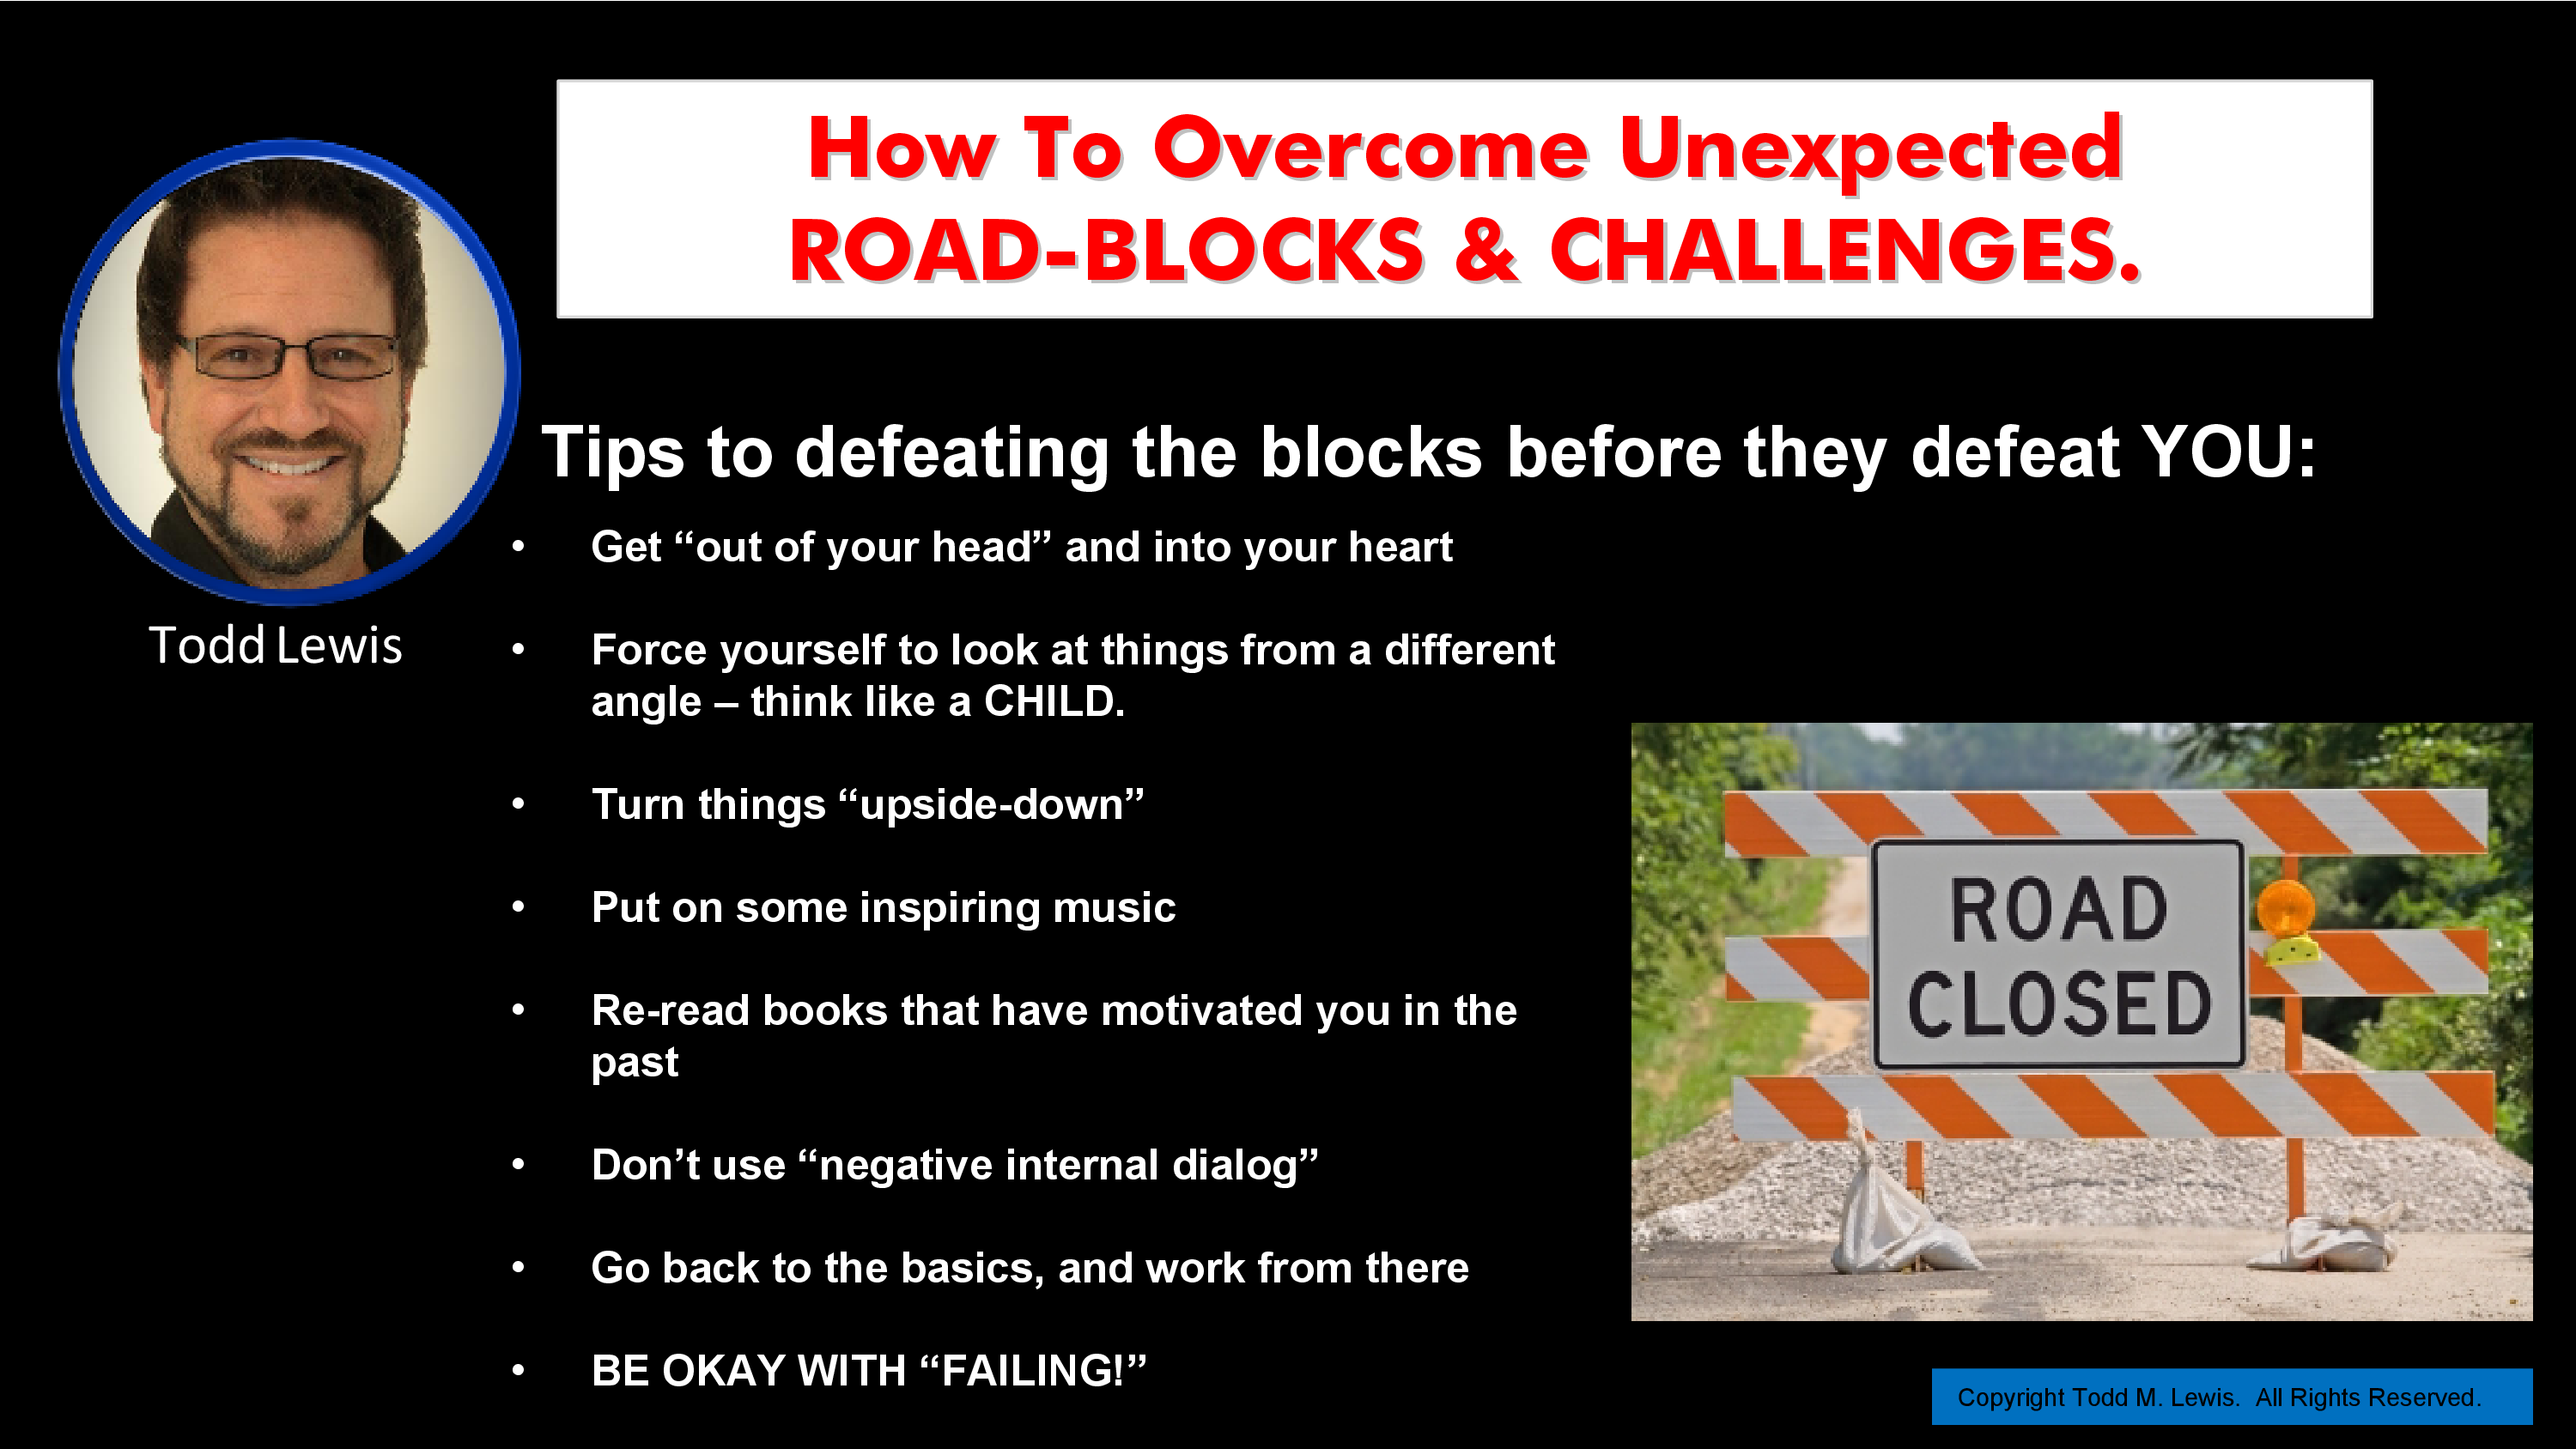 How To Overcome Unexpected
ROAD-BLOCKS & CHALLENGES.
Todd Lewis
Tips to defeating the blocks before they defeat YOU:
• Get “out of your head” and into your heart
• Force yourself to look at things from a different
angle – think like a CHILD.
• Turn things “upside-down”
• Put on some inspiring music
• Re-read books that have motivated you in the
past
• Don’t use “negative internal dialog”
• Go back to the basics, and work from there
• BE OKAY WITH “FAILING!”
ROAD
CLOSED
Copyright Todd M. Lewis.  All Rights Reserved.